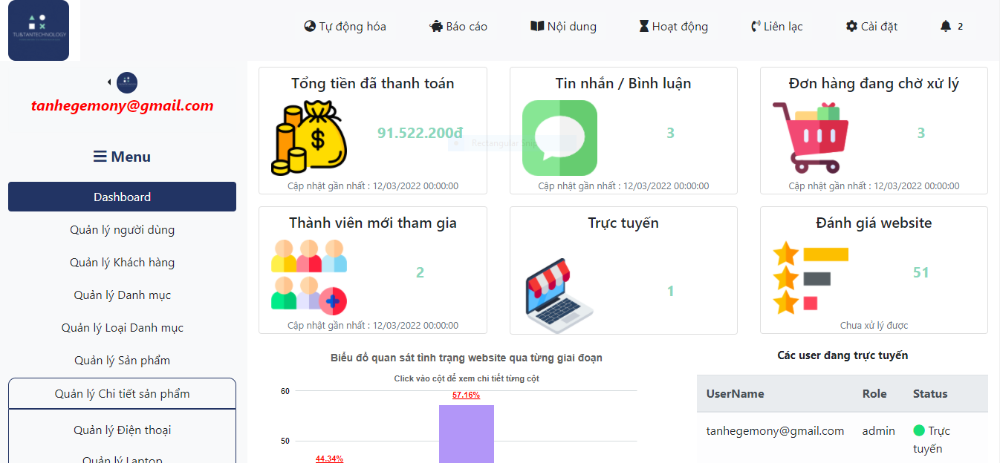 TU&TANTECHNOLOGY
Tự động hóa
Báo cáo
Nội dung
Hoạt động
Liên lạc
Cài đặt
2
tanhegemony@gmail.com
Menu
Dashboard
Quản lý người dùng
Quản lý Khách hàng
Quản lý Danh mục
Quản lý Loại Danh mục
Quản lý Sản phẩm
Quản lý Chi tiết sản phẩm
Quản lý Điện thoại
Quản lý Laptop
Tổng tiền đã thanh toán
91.522.200đ
Rectangular Snip
Cập nhật gần nhất : 12/03/2022 00:00:00
Tin nhắn / Bình luận
3
Cập nhật gần nhất : 12/03/2022 00:00:00
Đơn hàng đang chờ xử lý
3
Cập nhật gần nhất : 12/03/2022 00:00:00
Thành viên mới tham gia
2
Cập nhật gần nhất : 12/03/2022 00:00:00
Trực tuyến
1
Đánh giá website
51
Chưa xử lý được
Biểu đồ quan sát tình trạng website qua từng giai đoạn
Click vào cột để xem chi tiết từng cột
60
57.16%
50
44.34%
Các user đang trực tuyến
UserName Role Status
tanhegemony@gmail.com admin Trực
tuyến